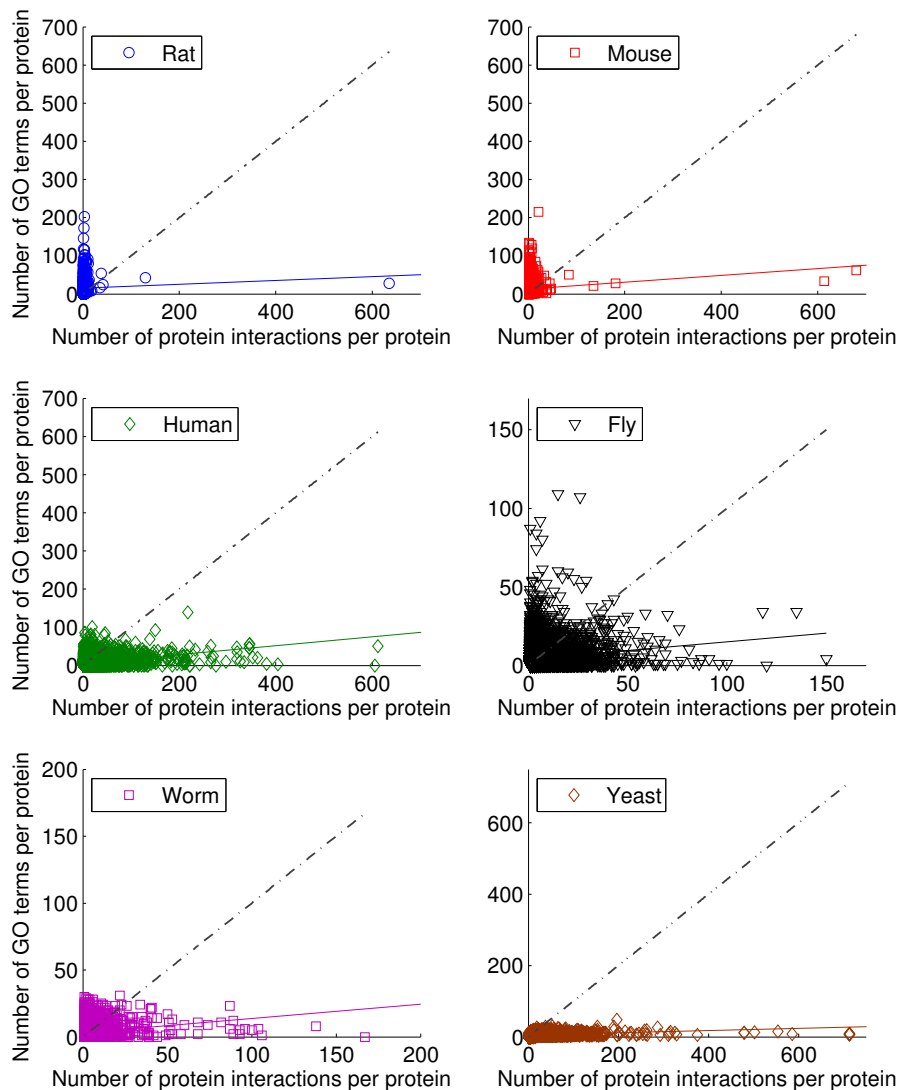 700
600
500
400
300
200
100
0
Number of GO terms per protein
Rat
0 200 400 600
Number of protein interactions per protein
700
600
500
400
300
200
100
0
Mouse
0 200 400 600
Number of protein interactions per protein
700
600
500
400
300
200
100
0
Number of GO terms per protein
Human
0 200 400 600
Number of protein interactions per protein
150
100
50
0
Fly
0 50 100 150
Number of protein interactions per protein
200
150
100
50
0
Number of GO terms per protein
Worm
0 50 100 150 200
Number of protein interactions per protein
600
400
200
0
Yeast
0 200 400 600
Number of protein interactions per protein